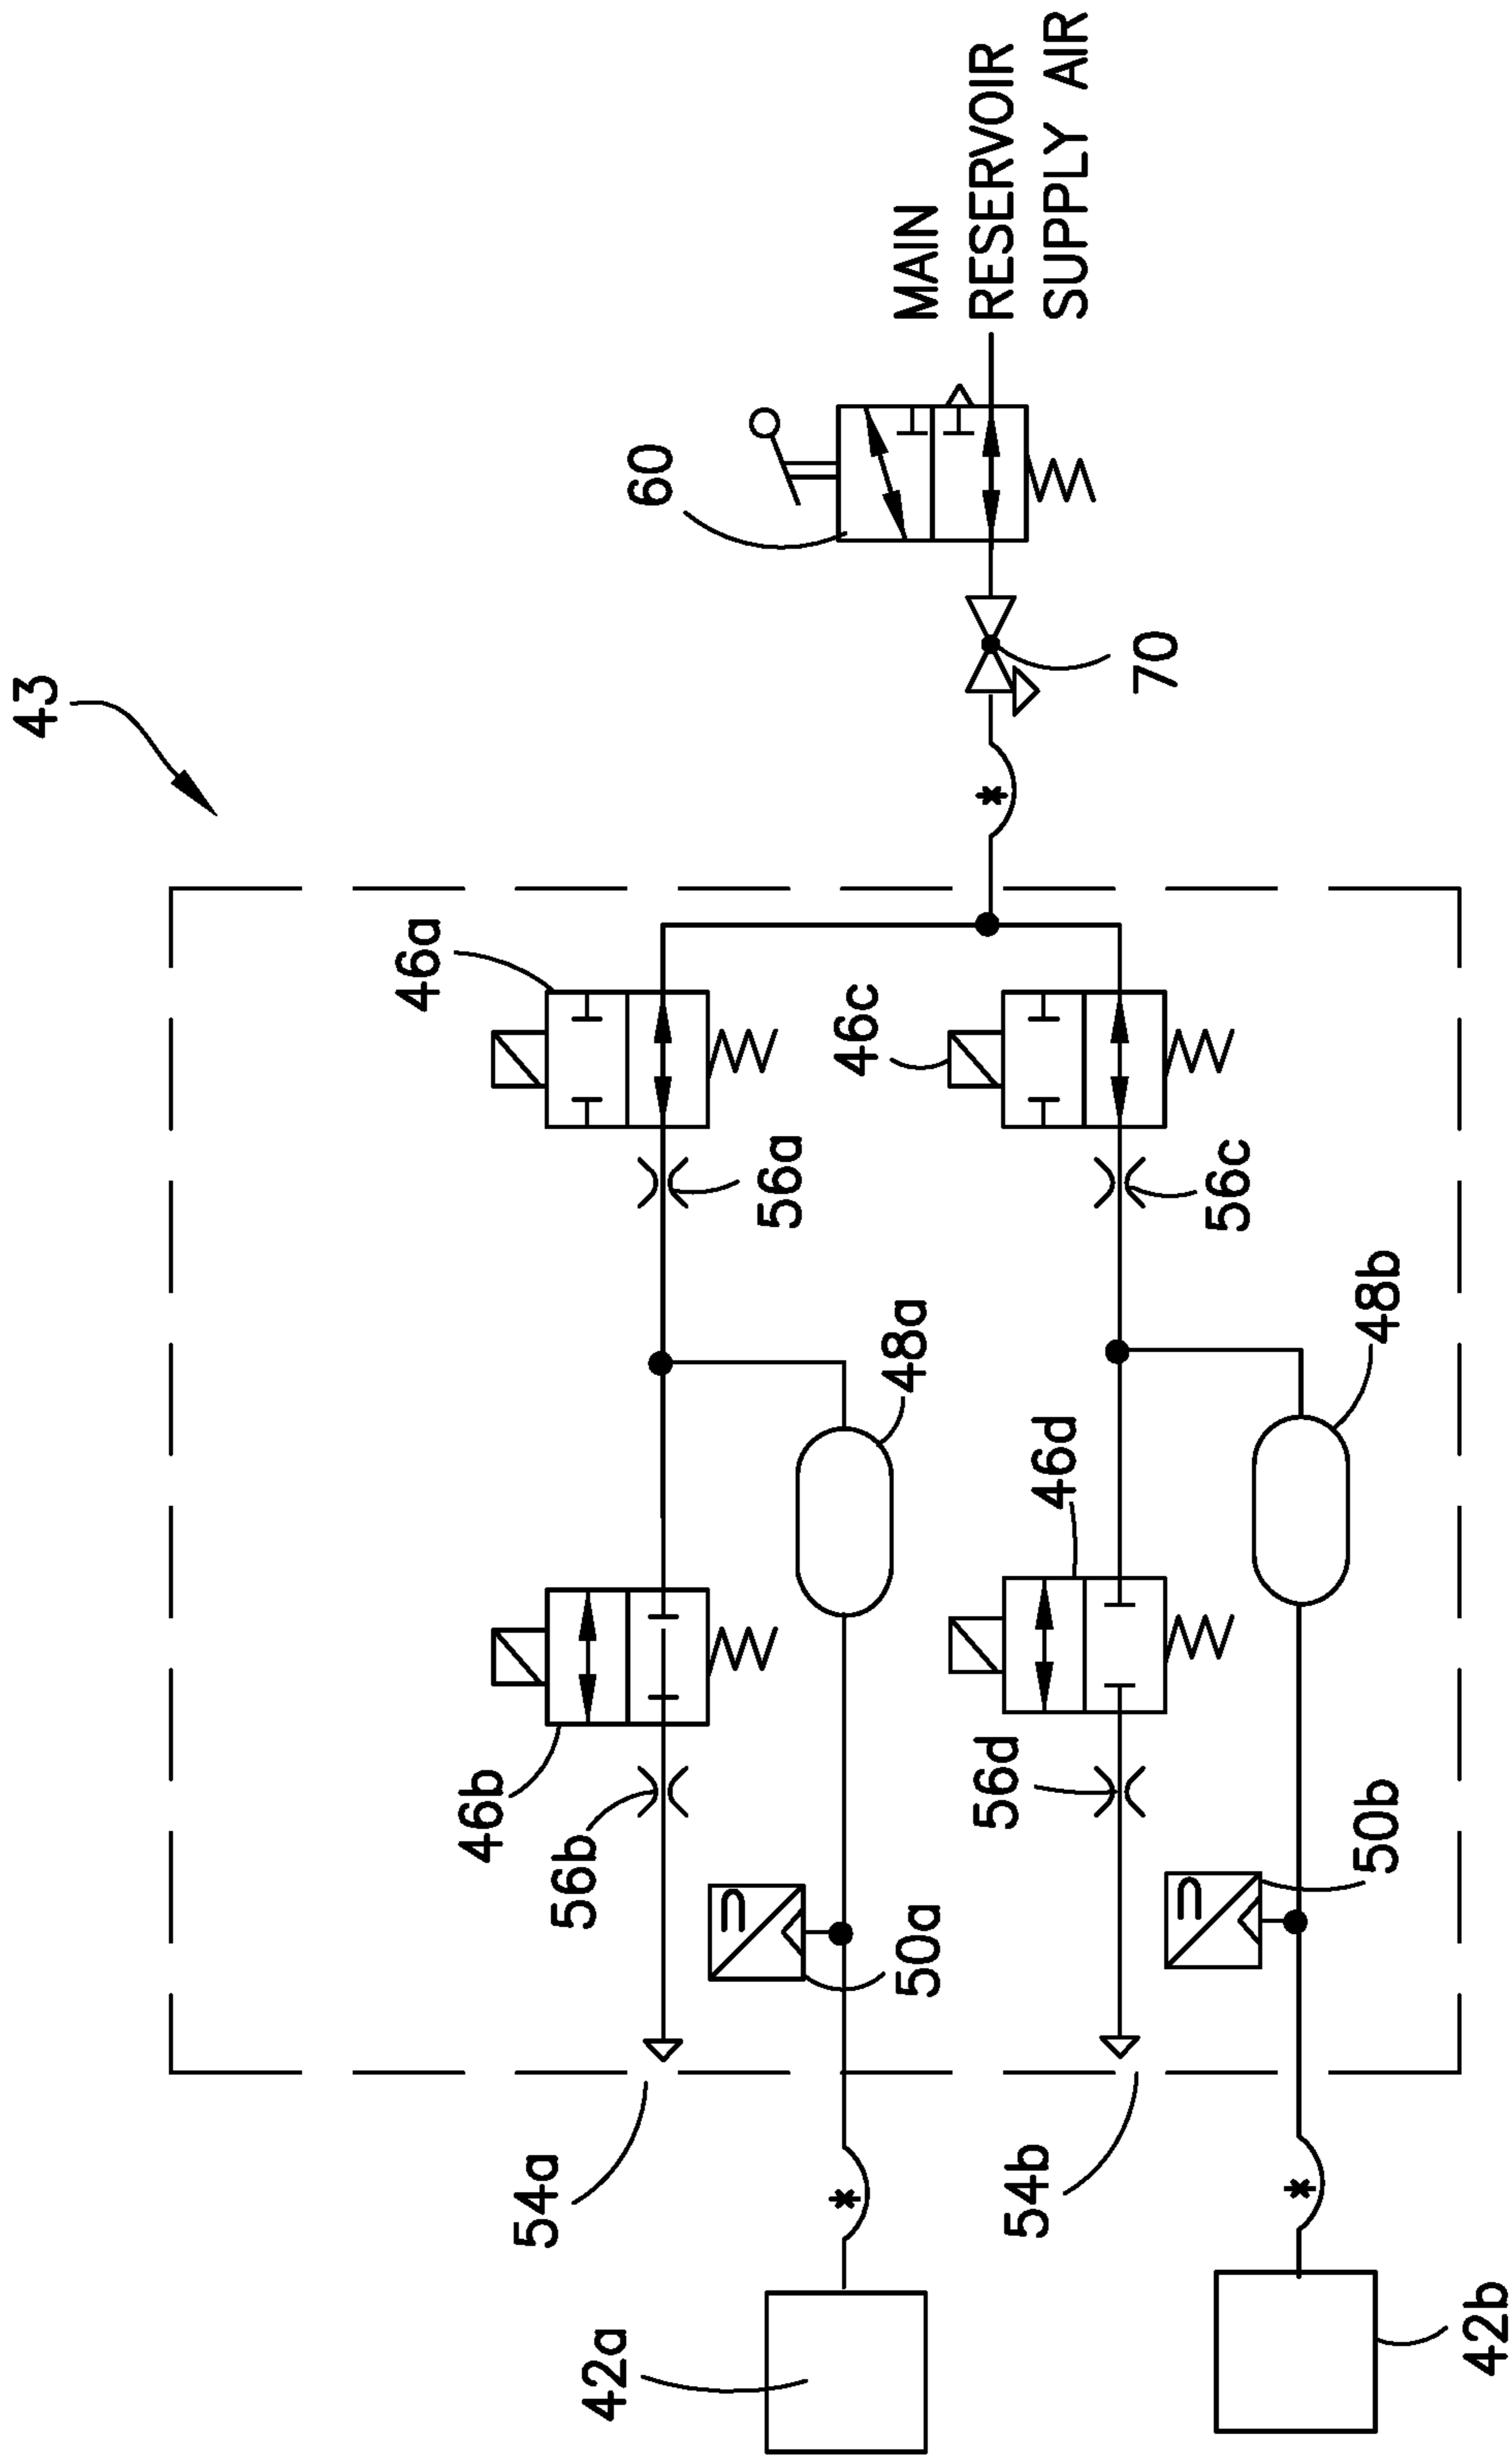 43
MAIN
RESERVOIR
SUPPLY AIR
60
70
46a
46c
56a
56c
48a
48b
46d
46b
56b
56d
50a
50b
54a
54b
42a
42b